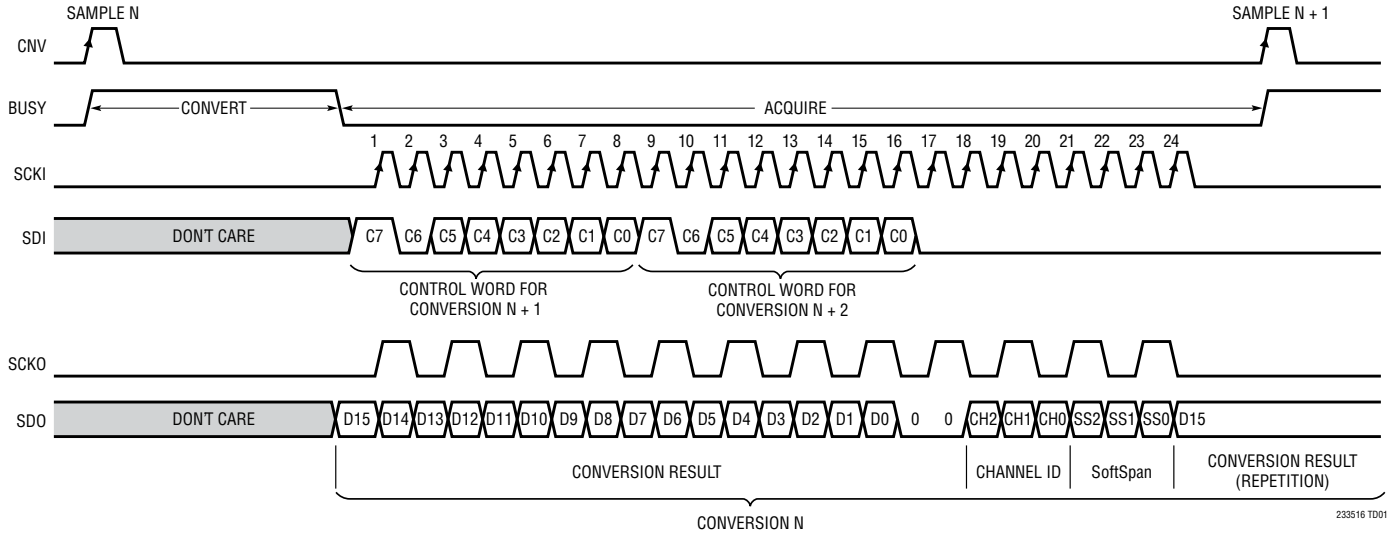 SAMPLE N
SAMPLE N + 1
CNV
BUSY
CONVERT
ACQUIRE
1 2 3 4 5 6 7 8 9 10 11 12 13 14 15 16 17 18 19 20 21 22 23 24
SCKI
SDI
DON'T CARE
C7 C6 C5 C4 C3 C2 C1 C0 C7 C6 C5 C4 C3 C2 C1 C0
CONTROL WORD FOR
CONVERSION N + 1
CONTROL WORD FOR
CONVERSION N + 2
SCKO
SDO
DON'T CARE
D15 D14 D13 D12 D11 D10 D9 D8 D7 D6 D5 D4 D3 D2 D1 D0 0 0 CH2 CH1 CH0 SS2 SS1 SS0 D15
CONVERSION RESULT
CHANNEL ID
SoftSpan
CONVERSION RESULT
(REPETITION)
CONVERSION N
233516 TD01